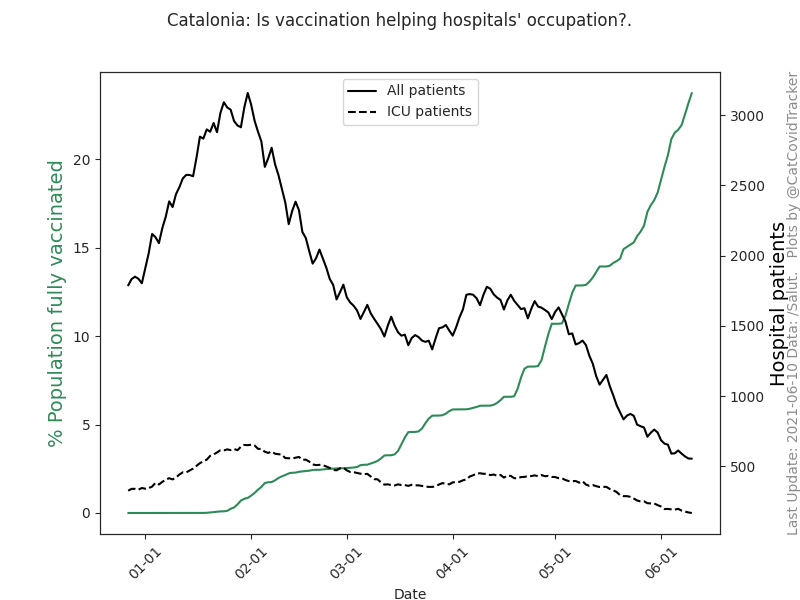 Catalonia: Is vaccination helping hospitals' occupation?.
All patients
ICU patients
% Population fully vaccinated
20
15
10
5
0
3000
2500
2000
1500
1000
500
Hospital patients
Last Update: 2021-06-10 Data: /Salut.   Plots by @CatCovidTracker
01-01
02-01
03-01
04-01
05-01
06-01
Date